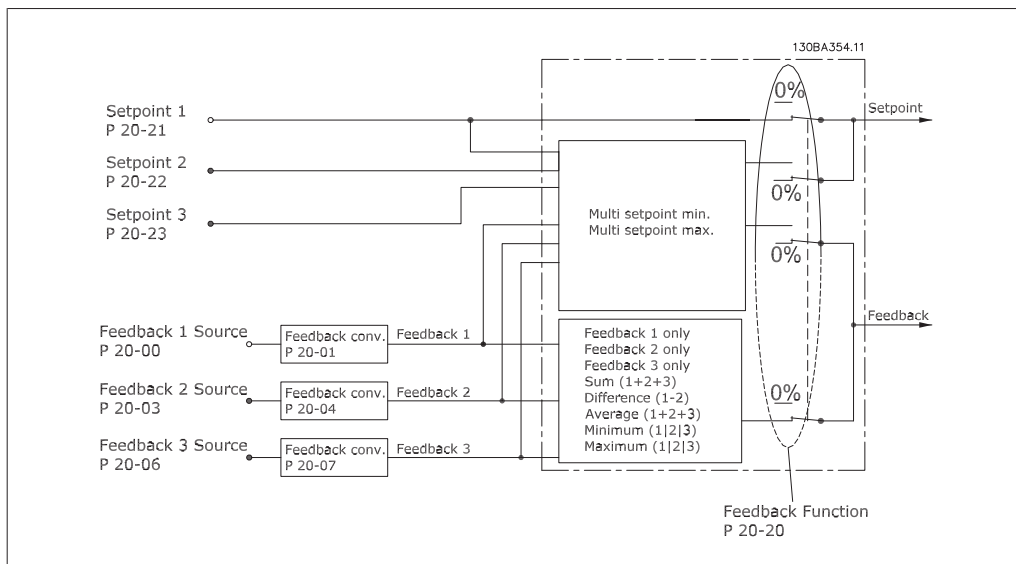 130BA354.11
0%
Setpoint 1
P 20-21
Setpoint
Setpoint 2
P 20-22
0%
Setpoint 3
P 20-23
Multi setpoint min.
Multi setpoint max.
0%
Feedback
Feedback 1 Source
P 20-00
Feedback conv.
P 20-01
Feedback 1
Feedback 2 Source
P 20-03
Feedback conv.
P 20-04
Feedback 2
Feedback 3 Source
P 20-06
Feedback conv.
P 20-07
Feedback 3
Feedback 1 only
Feedback 2 only
Feedback 3 only
Sum (1+2+3)
Difference (1-2)
Average (1+2+3)
Minimum (1|2|3)
Maximum (1|2|3)
0%
Feedback Function
P 20-20